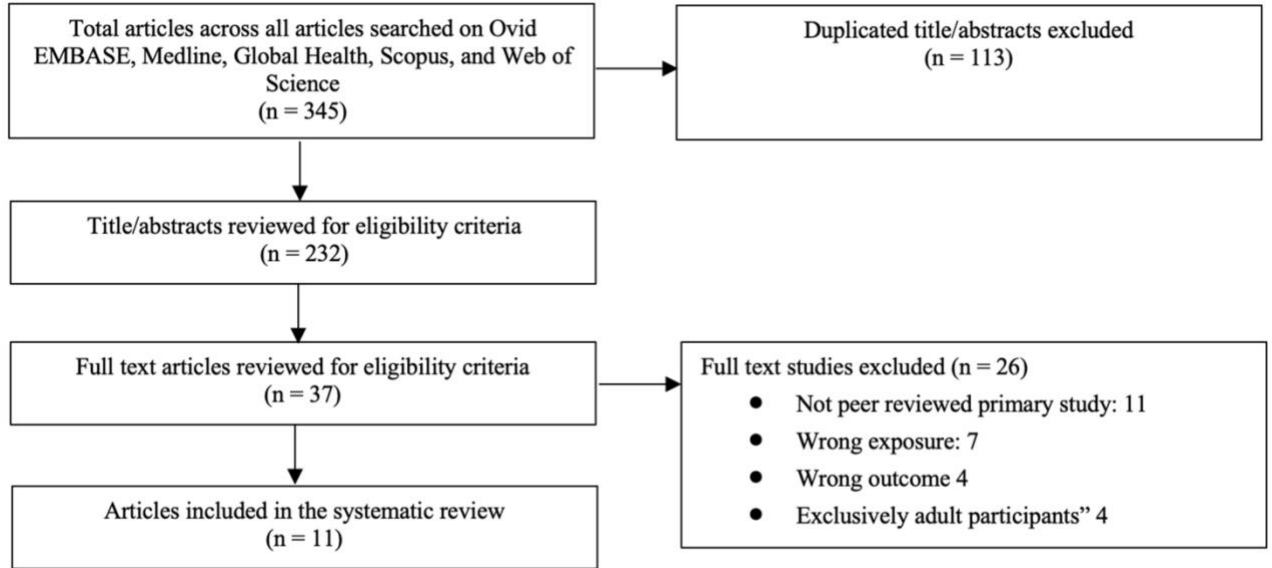 Total articles across all articles searched on Ovid
EMBASE, Medline, Global Health, Scopus, and Web of
Science
(n = 345)
Duplicated title/abstracts excluded
(n = 113)
Title/abstracts reviewed for eligibility criteria
(n = 232)
Full text articles reviewed for eligibility criteria
(n = 37)
Full text studies excluded (n = 26)
● Not peer reviewed primary study: 11
● Wrong exposure: 7
● Wrong outcome 4
● Exclusively adult participants” 4
Articles included in the systematic review
(n = 11)